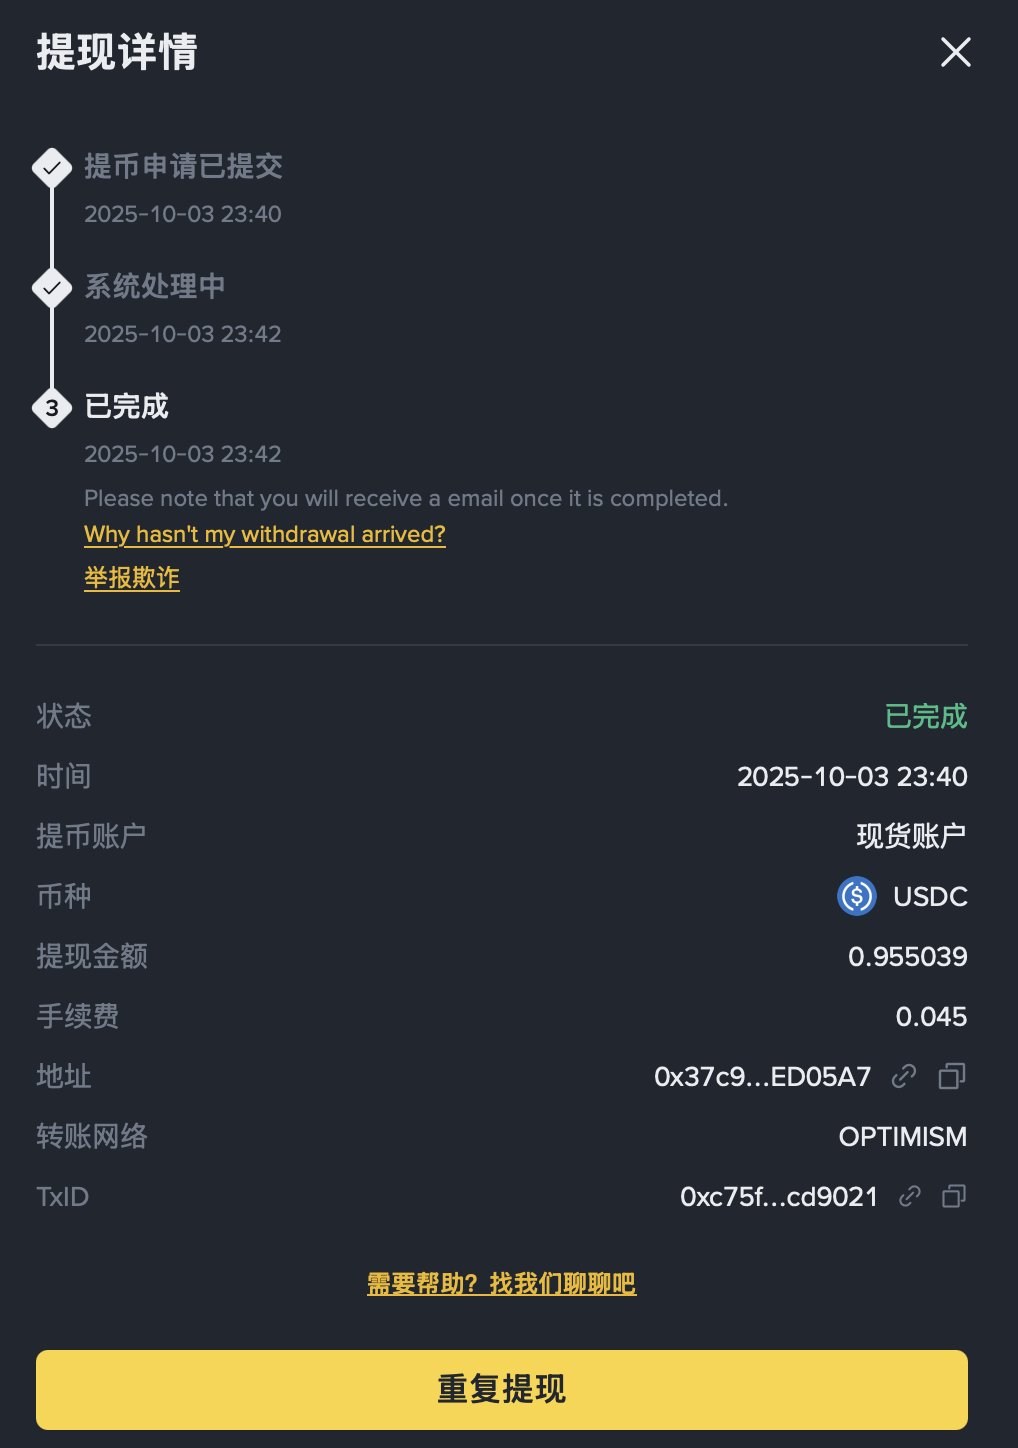 提现详情
提币申请已提交
2025-10-03 23:40
系统处理中
2025-10-03 23:42
3 已完成
2025-10-03 23:42
Please note that you will receive a email once it is completed.
Why hasn't my withdrawal arrived?
举报欺诈
状态 已完成
时间 2025-10-03 23:40
提币账户 现货账户
币种 USDC
提现金额 0.955039
手续费 0.045
地址 0x37c9...ED05A7
转账网络 OPTIMISM
TxID 0xc75f...cd9021
需要帮助？找我们聊聊吧
重复提现